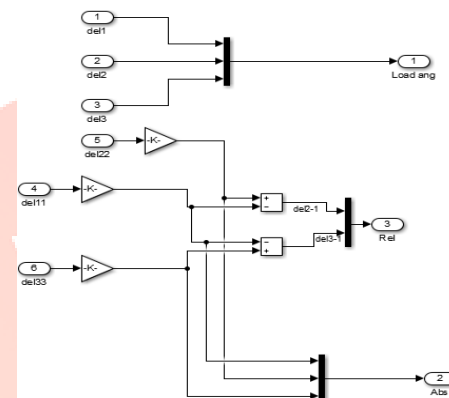 1
del1
2
del2
1
Load ang
3
del3
5
-K-
del22
4
-K-
del11
+
−
del2-1
−
+
del3-1
3
Rel
6
-K-
del33
2
Abs